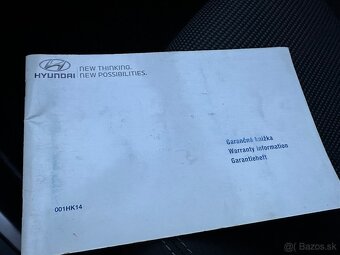 HYUNDAI
NEW THINKING.
NEW POSSIBILITIES.
Garančná knižka
Warranty information
Garantieheft
001HK14
© Bazos.sk